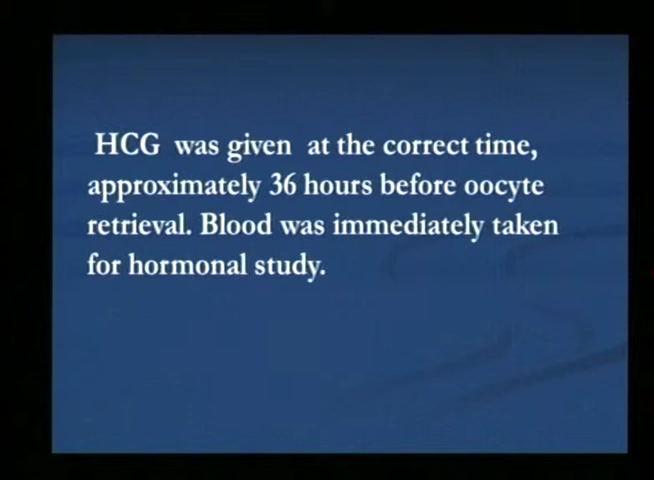 HCG was given at the correct time,
approximately 36 hours before oocyte
retrieval. Blood was immediately taken
for hormonal study.